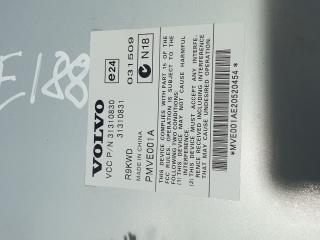 E188
VOLVO
VCC P/N 31310830
31310831
R9KWD
MADE IN CHINA
PMVE001A
e24
031509
N18
THIS DEVICE COMPLIES WITH PART 15 OF THE
FCC RULES. OPERATION IS SUBJECT TO THE
FOLLOWING TWO CONDITIONS:
(1) THIS DEVICE MAY NOT CAUSE HARMFUL
INTERFERENCE
(2) THIS DEVICE MUST ACCEPT ANY INTERFE-
RENCE RECEIVED INCLUDING INTERFERENCE
THAT MAY CAUSE UNDESIRED OPERATION.
*MVE001AE20520454*